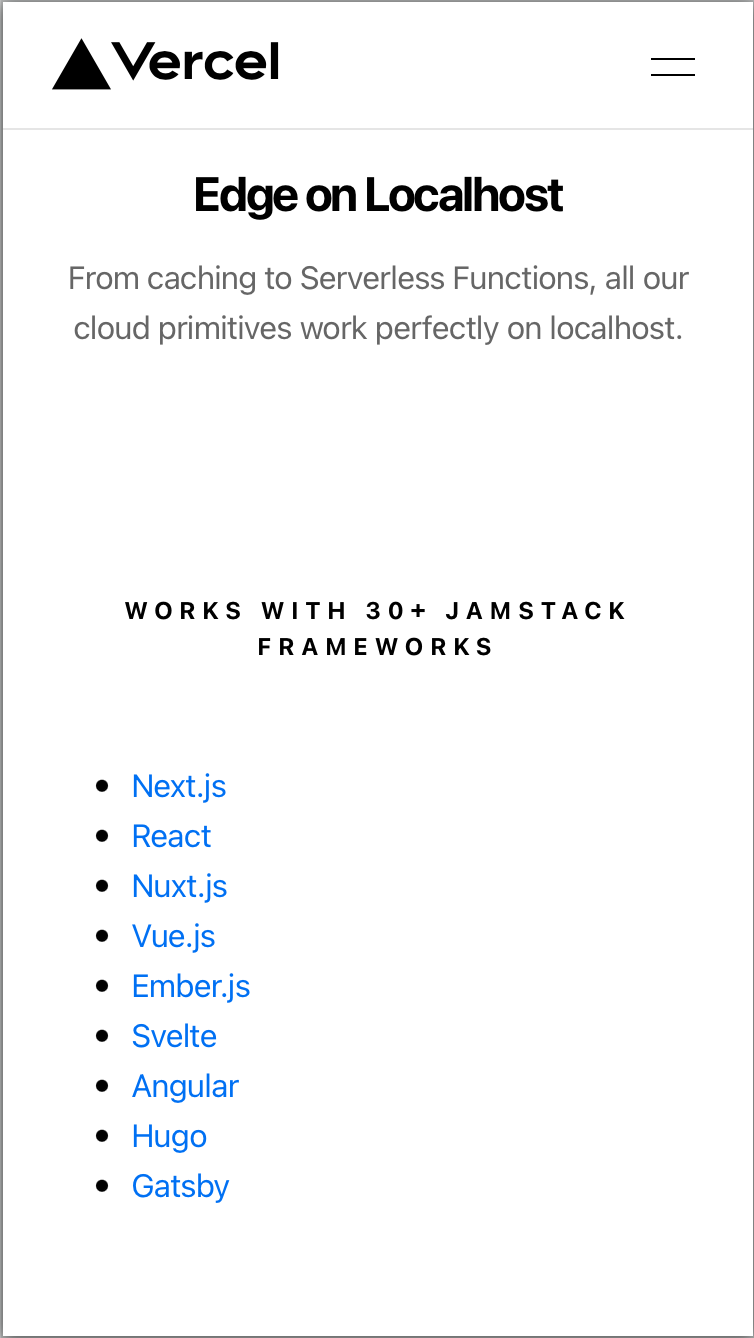 Vercel
Edge on Localhost
From caching to Serverless Functions, all our
cloud primitives work perfectly on localhost.
WORKS WITH 30+ JAMSTACK
FRAMEWORKS
Next.js
React
Nuxt.js
Vue.js
Ember.js
Svelte
Angular
Hugo
Gatsby